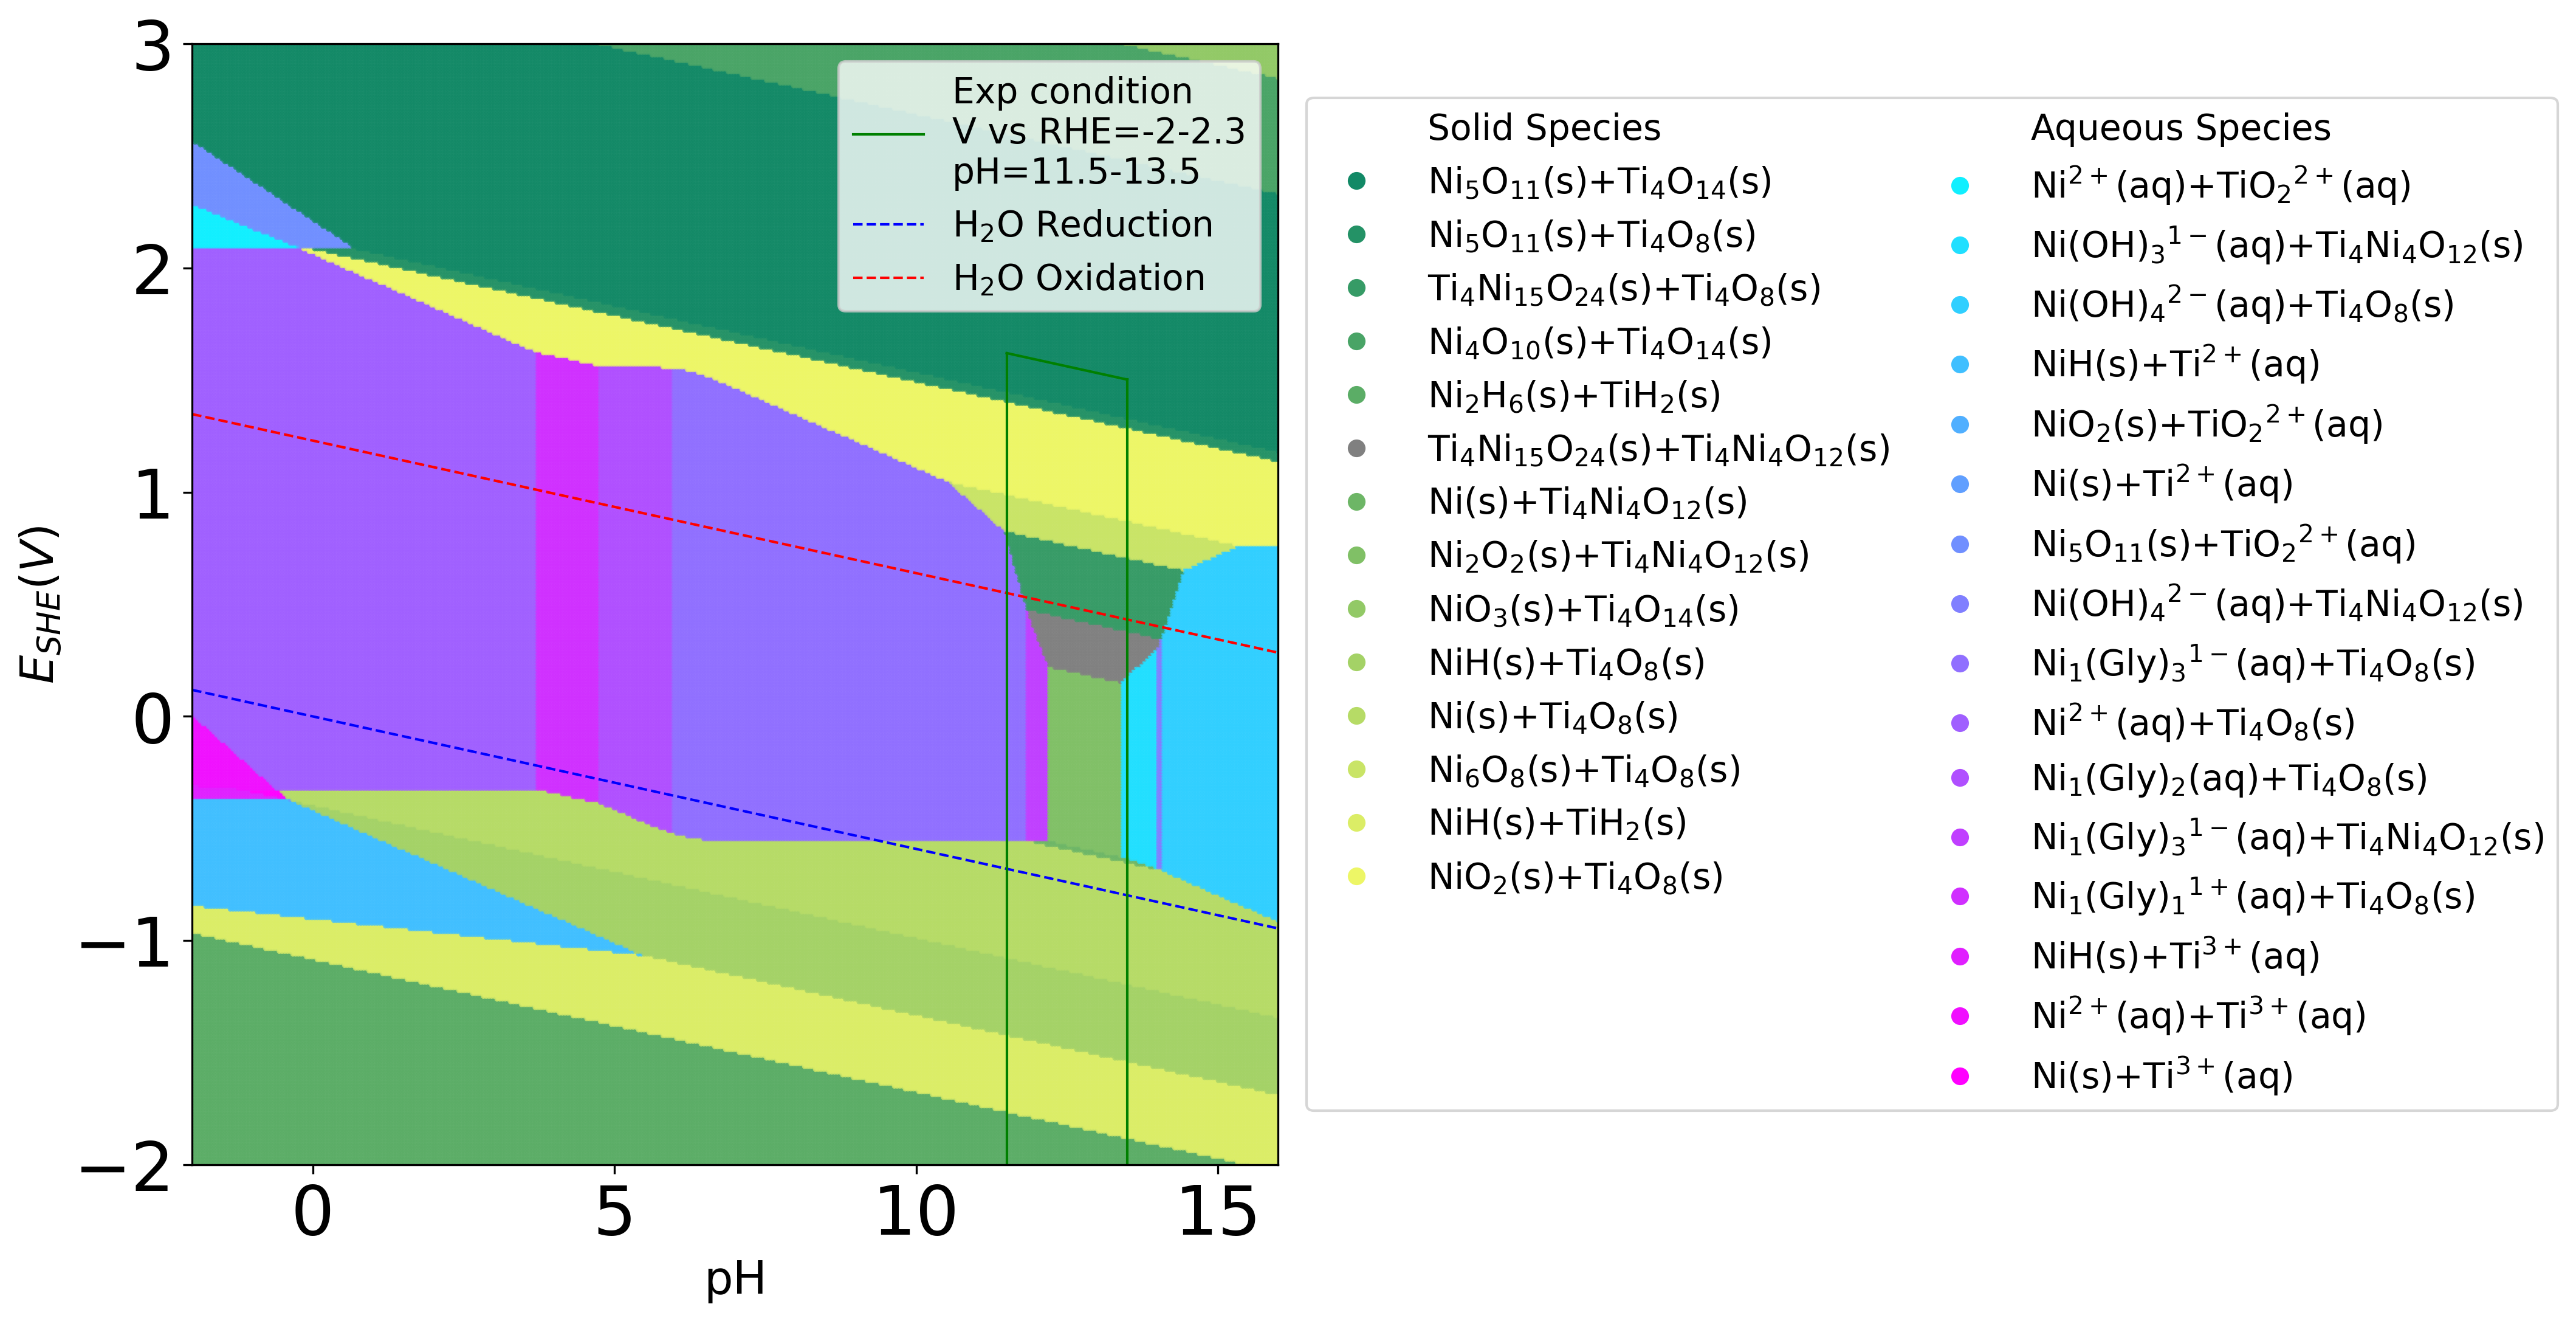 3
2
1
0
−1
−2
E_SHE(V)
0 5 10 15
pH
Exp condition
V vs RHE=-2-2.3
pH=11.5-13.5
H₂O Reduction
H₂O Oxidation
Solid Species
Ni₅O₁₁(s)+Ti₄O₁₄(s)
Ni₅O₁₁(s)+Ti₄O₈(s)
Ti₄Ni₁₅O₂₄(s)+Ti₄O₈(s)
Ni₄O₁₀(s)+Ti₄O₁₄(s)
Ni₂H₆(s)+TiH₂(s)
Ti₄Ni₁₅O₂₄(s)+Ti₄Ni₄O₁₂(s)
Ni(s)+Ti₄Ni₄O₁₂(s)
Ni₂O₂(s)+Ti₄Ni₄O₁₂(s)
NiO₃(s)+Ti₄O₁₄(s)
NiH(s)+Ti₄O₈(s)
Ni(s)+Ti₄O₈(s)
Ni₆O₈(s)+Ti₄O₈(s)
NiH(s)+TiH₂(s)
NiO₂(s)+Ti₄O₈(s)
Aqueous Species
Ni²⁺(aq)+TiO₂²⁺(aq)
Ni(OH)₃¹⁻(aq)+Ti₄Ni₄O₁₂(s)
Ni(OH)₄²⁻(aq)+Ti₄O₈(s)
NiH(s)+Ti²⁺(aq)
NiO₂(s)+TiO₂²⁺(aq)
Ni(s)+Ti²⁺(aq)
Ni₅O₁₁(s)+TiO₂²⁺(aq)
Ni(OH)₄²⁻(aq)+Ti₄Ni₄O₁₂(s)
Ni₁(Gly)₃¹⁻(aq)+Ti₄O₈(s)
Ni²⁺(aq)+Ti₄O₈(s)
Ni₁(Gly)₂(aq)+Ti₄O₈(s)
Ni₁(Gly)₃¹⁻(aq)+Ti₄Ni₄O₁₂(s)
Ni₁(Gly)₁¹⁺(aq)+Ti₄O₈(s)
NiH(s)+Ti³⁺(aq)
Ni²⁺(aq)+Ti³⁺(aq)
Ni(s)+Ti³⁺(aq)